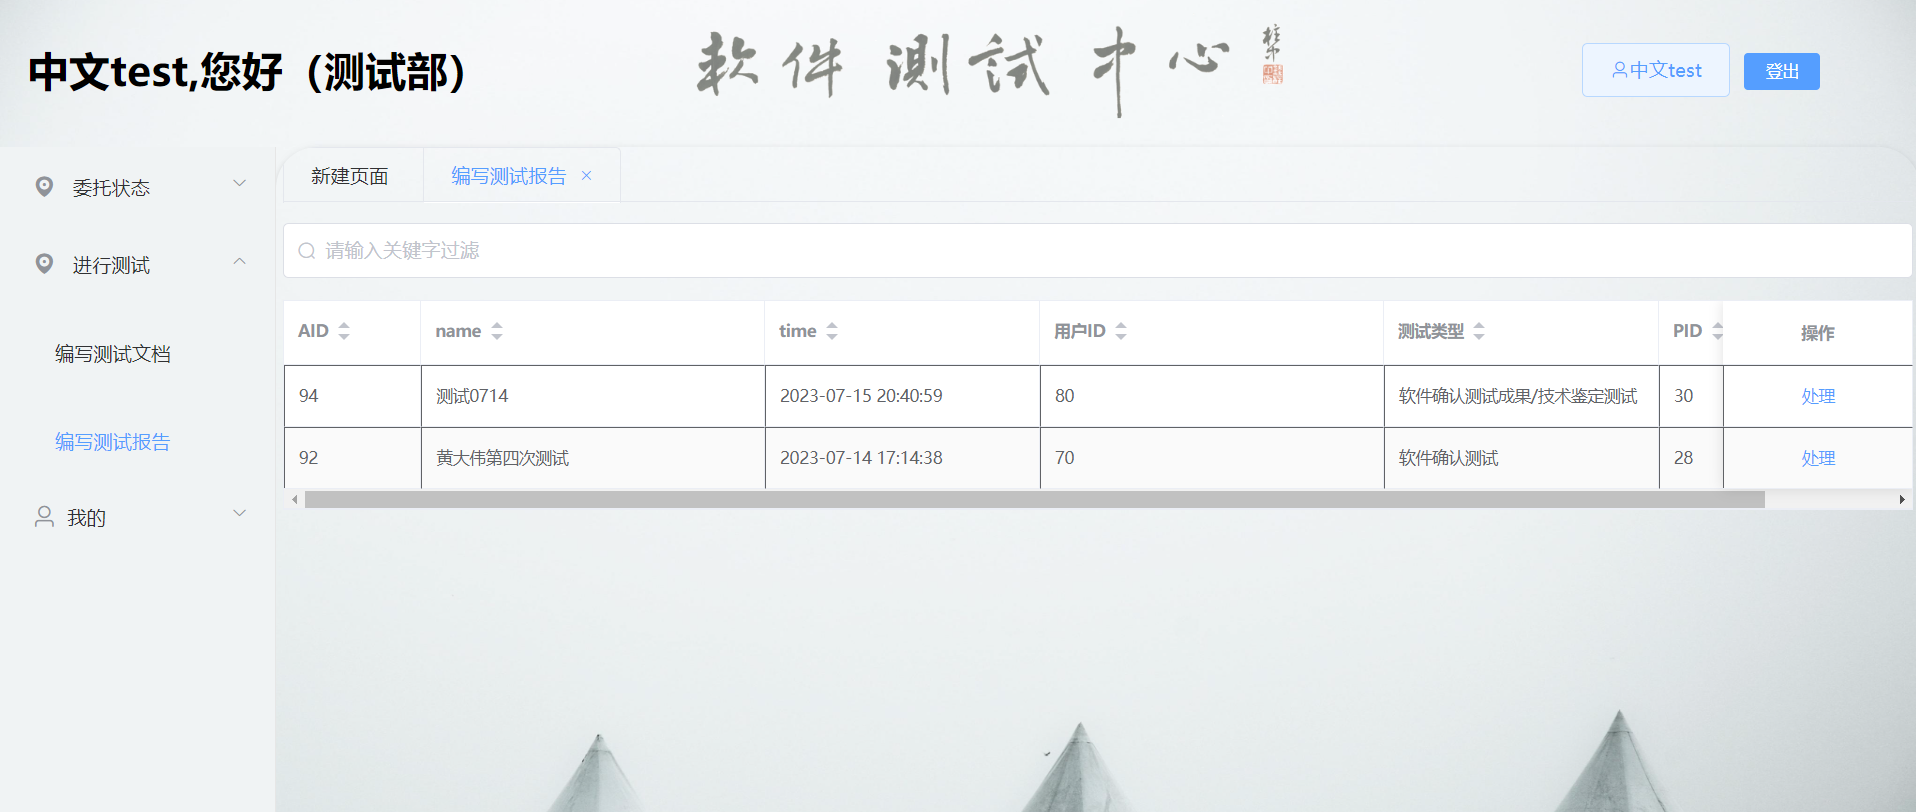 中文test,您好（测试部）
软件 测试 中心
中文test
登出
委托状态
进行测试
编写测试文档
编写测试报告
我的
新建页面
编写测试报告
请输入关键字过滤
AID name time 用户ID 测试类型 PID 操作
94 测试0714 2023-07-15 20:40:59 80 软件确认测试成果/技术鉴定测试 30 处理
92 黄大伟第四次测试 2023-07-14 17:14:38 70 软件确认测试 28 处理